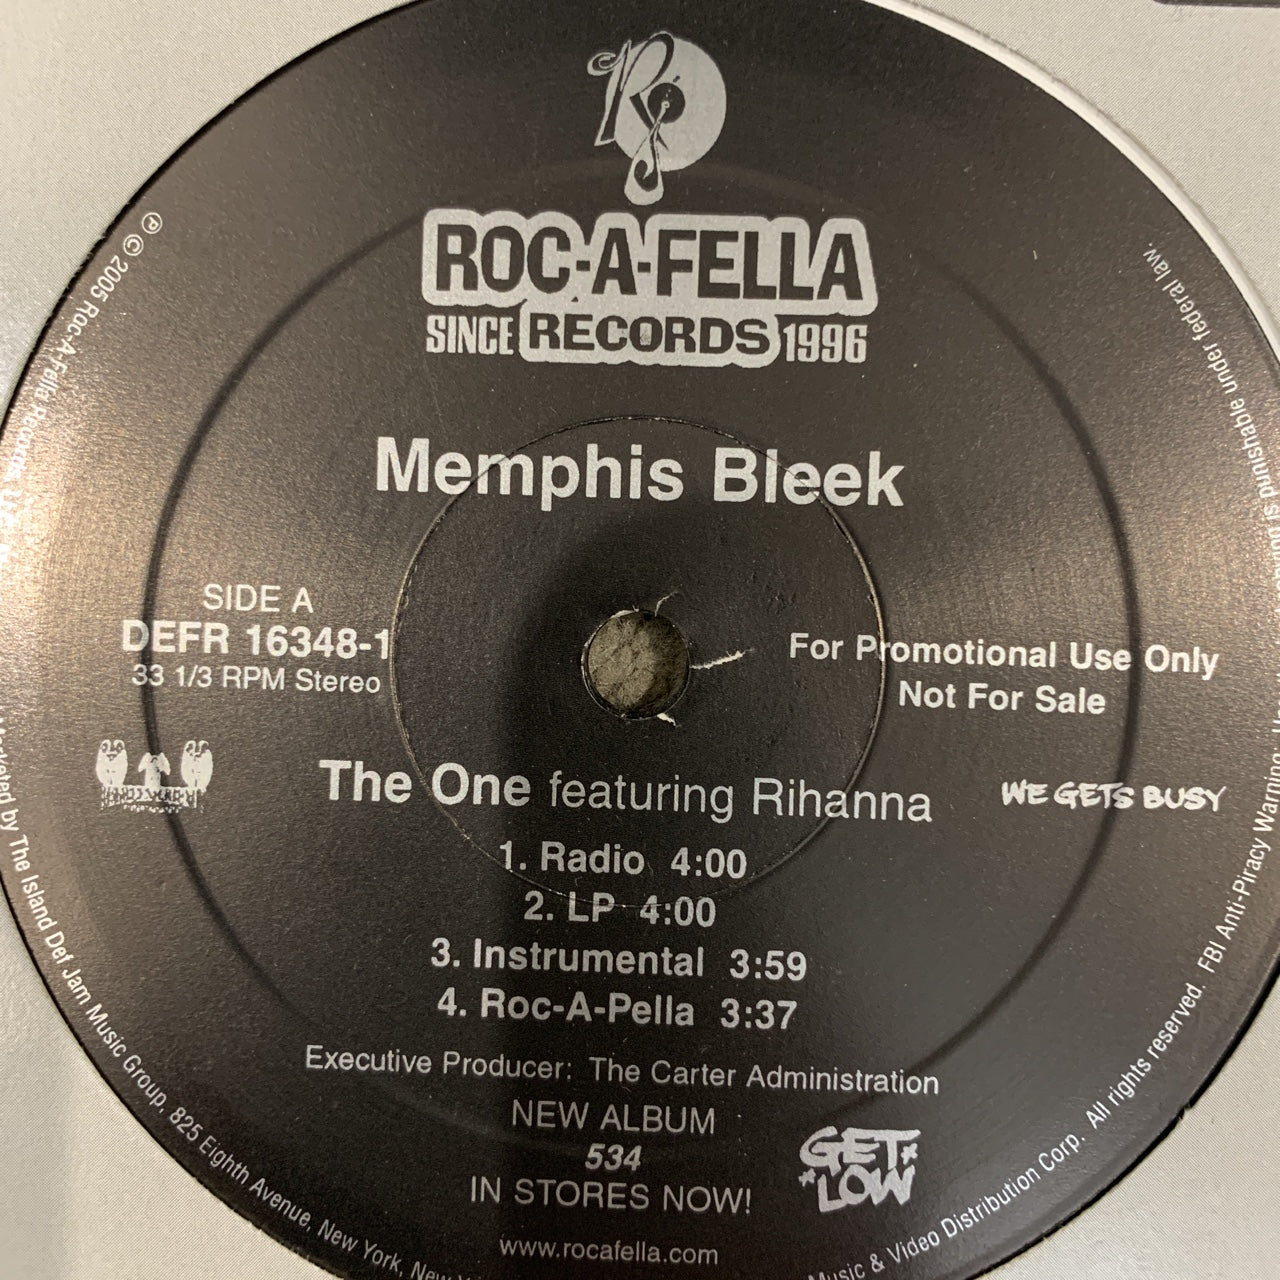 ROC-A-FELLA
SINCE RECORDS 1996
Memphis Bleek
SIDE A
DEFR 16348-1
33 1/3 RPM Stereo
For Promotional Use Only
Not For Sale
The One featuring Rihanna
WE GETS BUSY
1. Radio 4:00
2. LP 4:00
3. Instrumental 3:59
4. Roc-A-Pella 3:37
Executive Producer: The Carter Administration
NEW ALBUM
534
IN STORES NOW!
GET LOW
www.rocafella.com
℗ © 2005 Roc-A-Fella Records, Marketed by The Island Def Jam Music Group, 825 Eighth Avenue, New York, New
Music & Video Distribution Corp. All rights reserved. FBI Anti-Piracy Warning: is punishable under federal law.